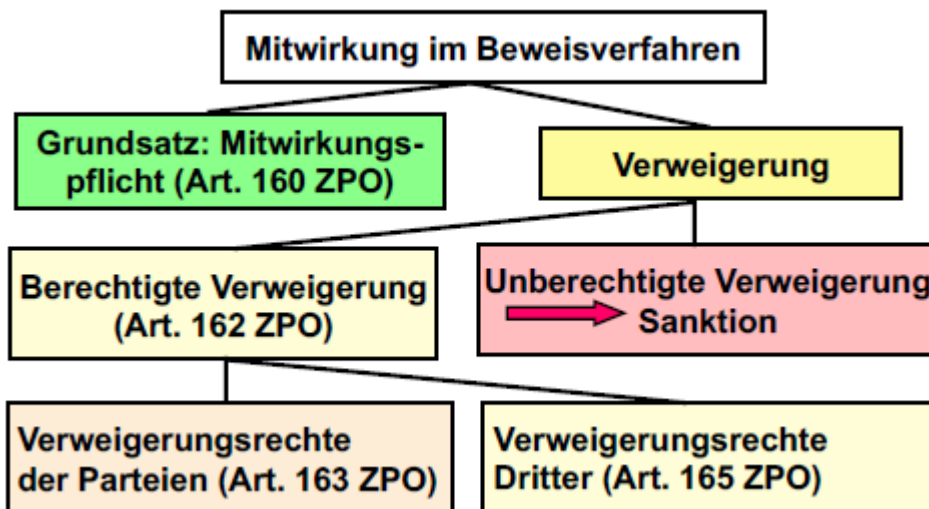 Mitwirkung im Beweisverfahren
Grundsatz: Mitwirkungs-
pflicht (Art. 160 ZPO)
Verweigerung
Berechtigte Verweigerung
(Art. 162 ZPO)
Unberechtigte Verweigerung
Sanktion
Verweigerungsrechte
der Parteien (Art. 163 ZPO)
Verweigerungsrechte
Dritter (Art. 165 ZPO)